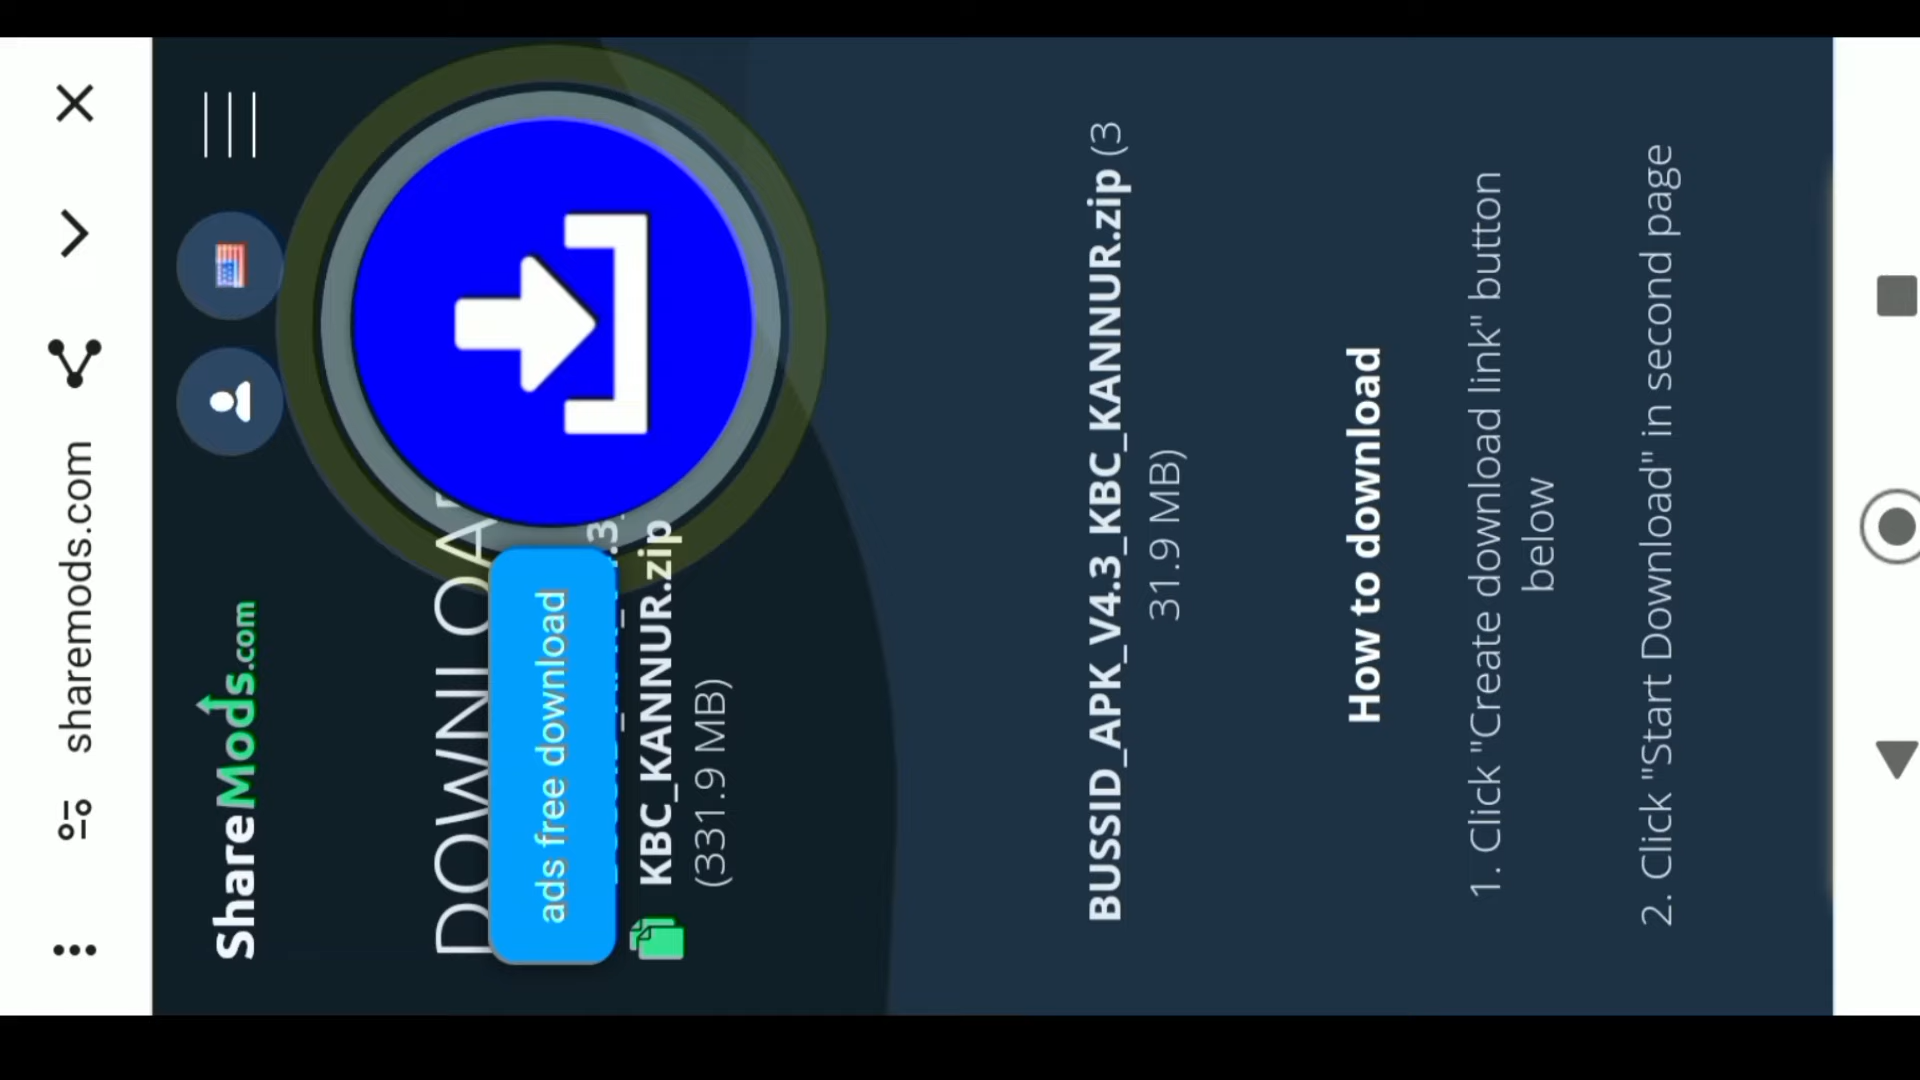 sharemods.com
ShareMods.com
DOWNLOAD
ads free download
KBC_KANNUR.zip
(331.9 MB)
BUSSID_APK_V4.3_KBC_KANNUR.zip (3
31.9 MB)
How to download
1. Click "Create download link" button
below
2. Click "Start Download" in second page